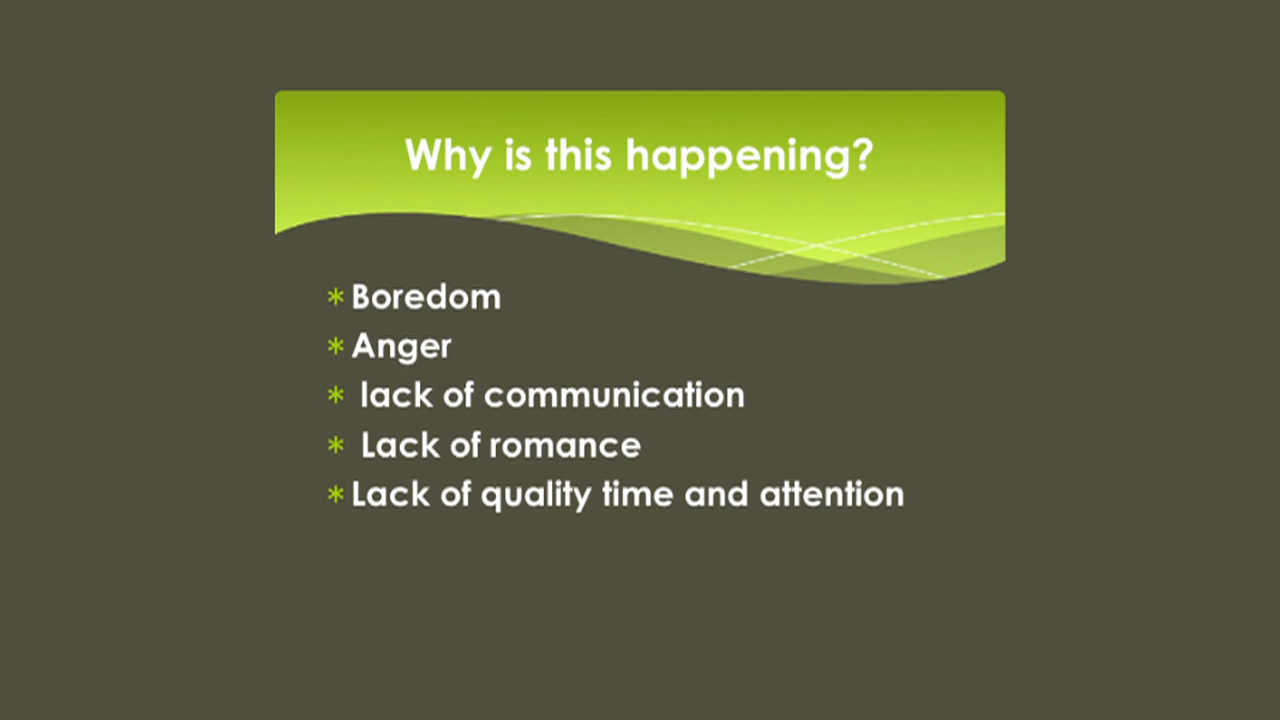 Why is this happening?
* Boredom
* Anger
* lack of communication
* Lack of romance
* Lack of quality time and attention